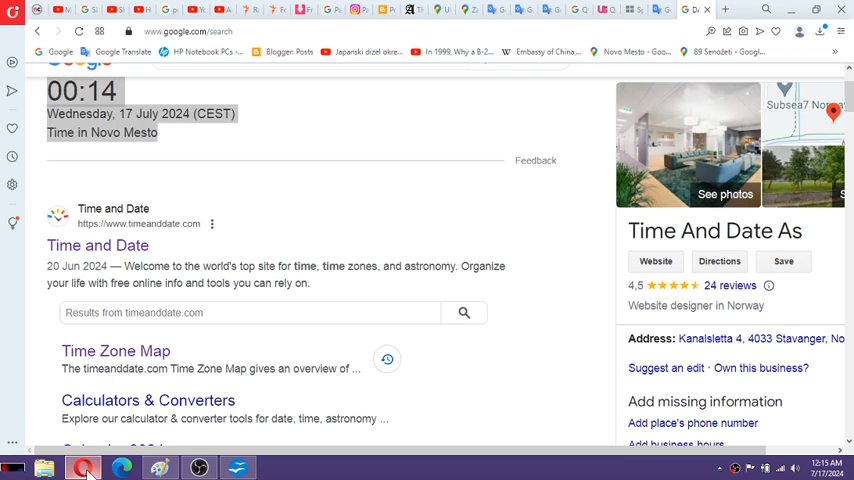 www.google.com/search
Google
Google Translate
HP Notebook PCs -...
Blogger: Posts
Japanski dizel okre...
In 1999, Why a B-2...
Embassy of China,...
Novo Mesto - Goo...
89 Šenožeti - Goog...
00:14
Wednesday, 17 July 2024 (CEST)
Time in Novo Mesto
Feedback
Time and Date
https://www.timeanddate.com
Time and Date
20 Jun 2024 — Welcome to the world's top site for time, time zones, and astronomy. Organize
your life with free online info and tools you can rely on.
Results from timeanddate.com
Time Zone Map
The timeanddate.com Time Zone Map gives an overview of ...
Calculators & Converters
Explore our calculator & converter tools for date, time, astronomy ...
Subsea7 Norw
See photos
Time And Date As
Website
Directions
Save
4,5
24 reviews
Website designer in Norway
Address: Kanalsletta 4, 4033 Stavanger, No
Suggest an edit · Own this business?
Add missing information
Add place's phone number
Add business hours
12:15 AM
7/17/2024